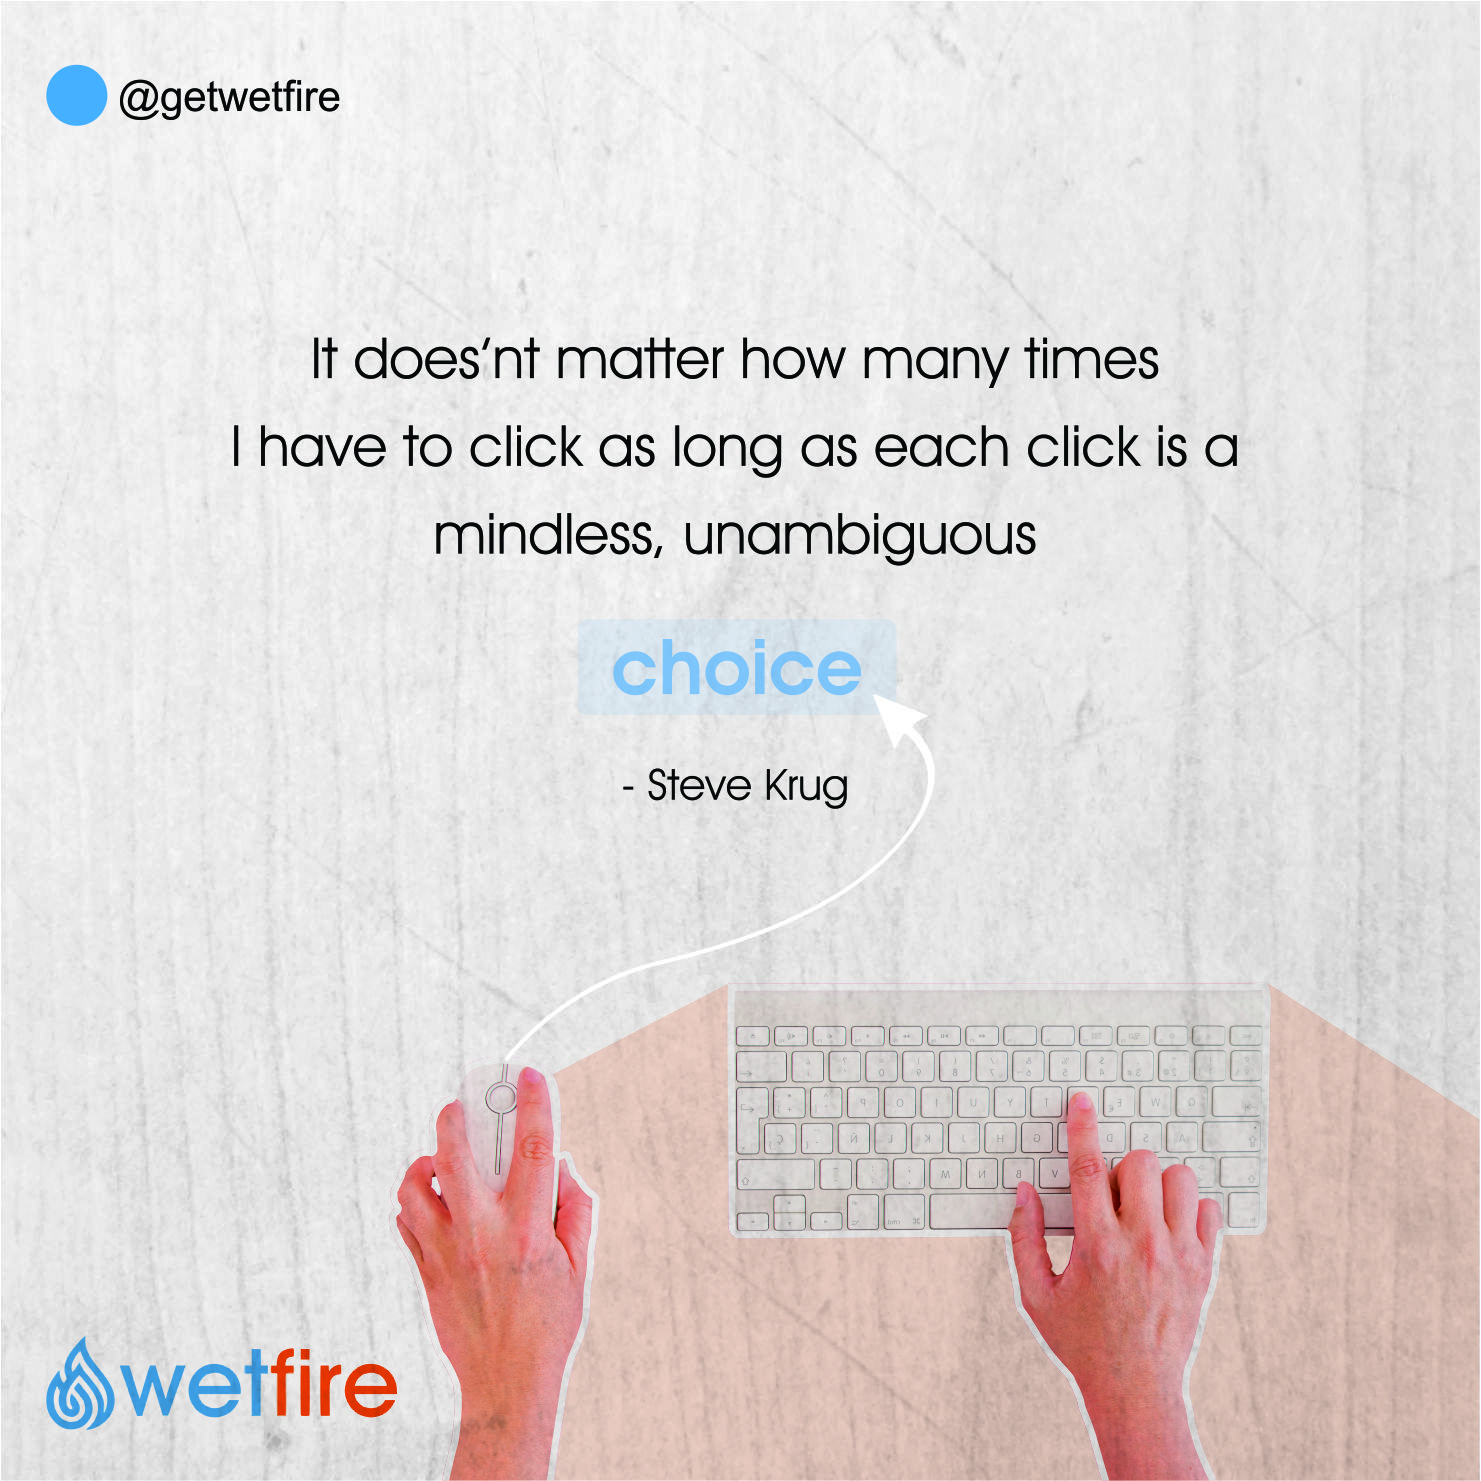 @getwetfire
It does‘nt matter how many times
I have to click as long as each click is a
mindless, unambiguous
choice
- Steve Krug
wetfire